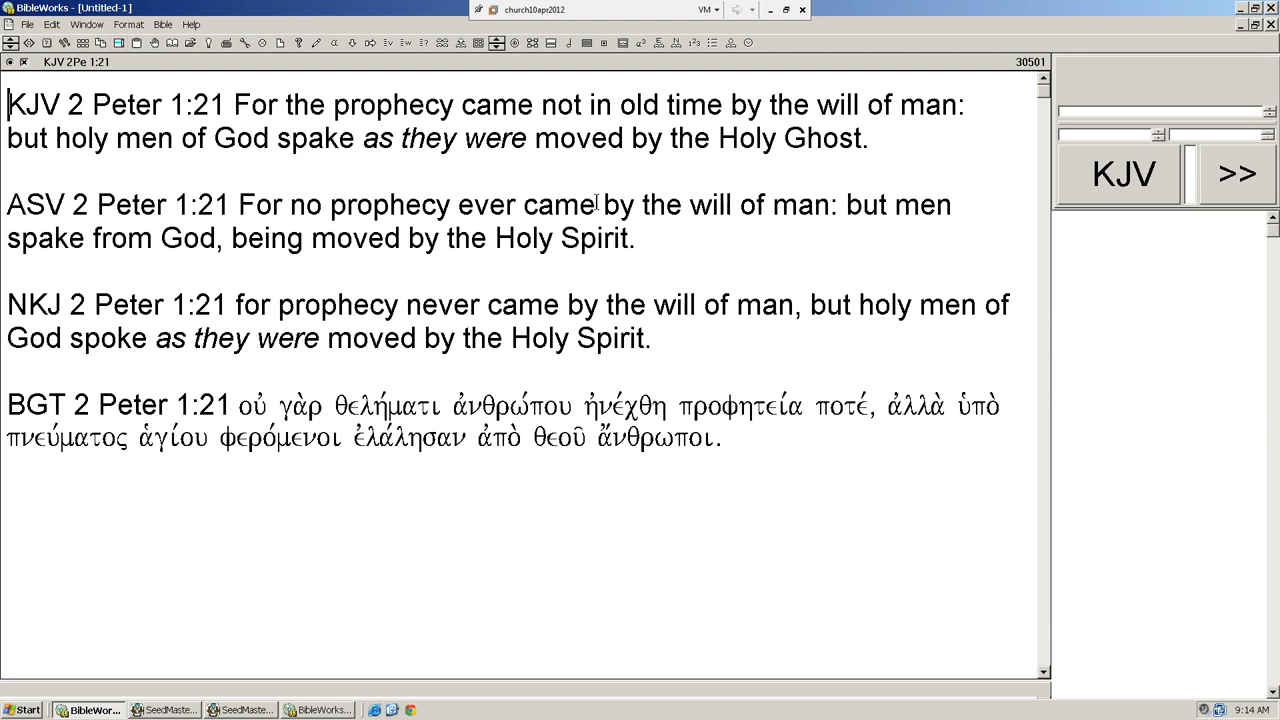 BibleWorks - [Untitled-1]
church10apr2012
VM
File Edit Window Format Bible Help
KJV 2Pe 1:21
30501
KJV 2 Peter 1:21 For the prophecy came not in old time by the will of man:
but holy men of God spake as they were moved by the Holy Ghost.
ASV 2 Peter 1:21 For no prophecy ever came by the will of man: but men
spake from God, being moved by the Holy Spirit.
NKJ 2 Peter 1:21 for prophecy never came by the will of man, but holy men of
God spoke as they were moved by the Holy Spirit.
BGT 2 Peter 1:21 οὐ γὰρ θελήματι ἀνθρώπου ἠνέχθη προφητεία ποτέ, ἀλλὰ ὑπὸ
πνεύματος ἁγίου φερόμενοι ἐλάλησαν ἀπὸ θεοῦ ἄνθρωποι.
KJV >>
Start BibleWor... SeedMaste... SeedMaste... BibleWorks... 9:14 AM